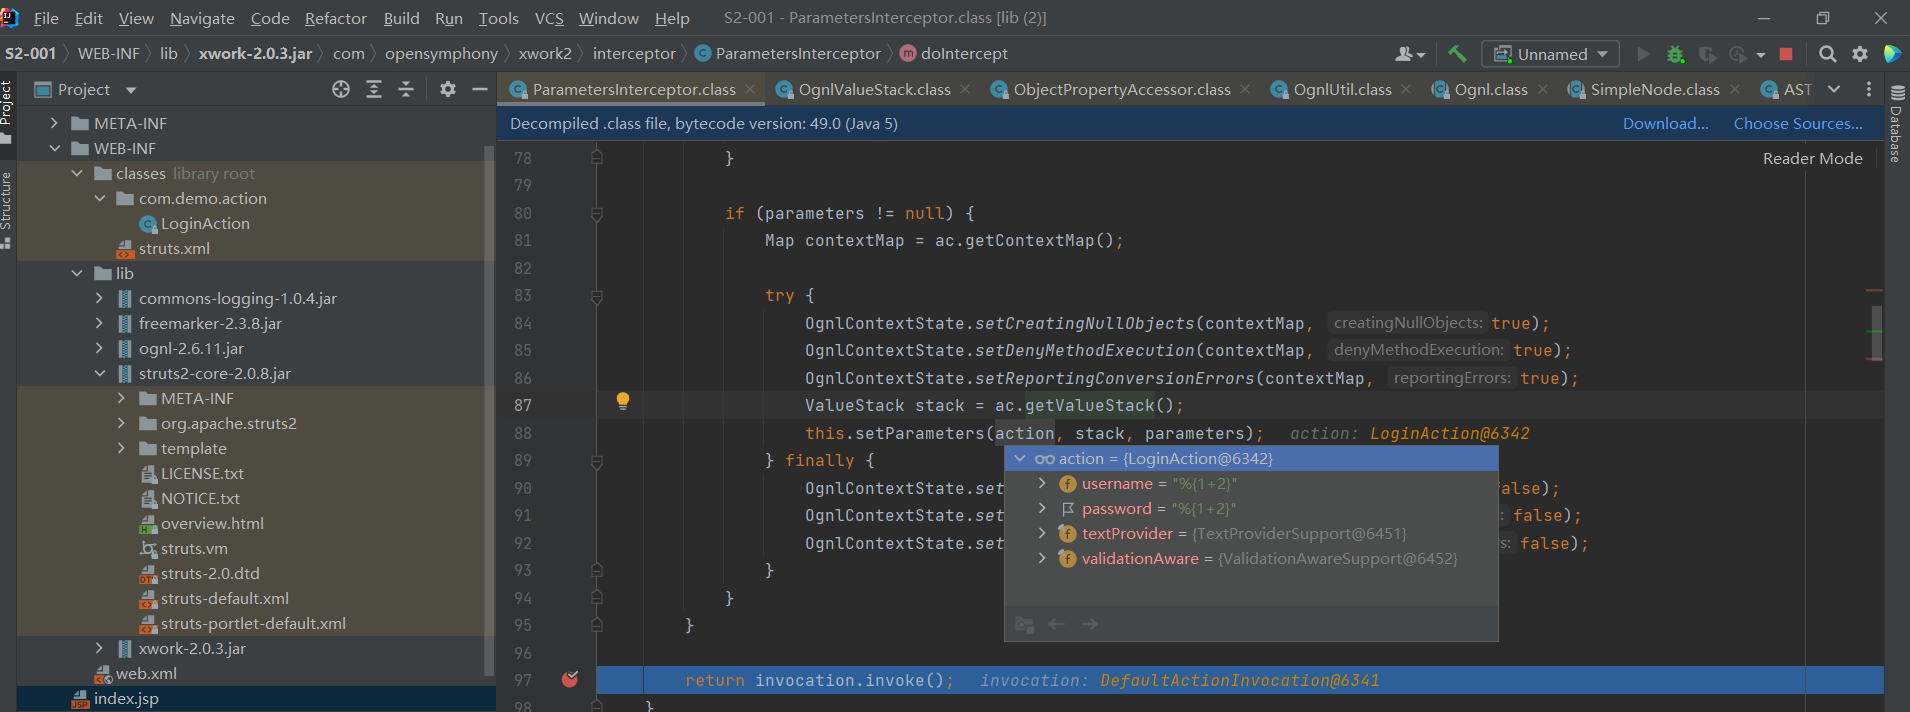 File Edit View Navigate Code Refactor Build Run Tools VCS Window Help S2-001 - ParametersInterceptor.class [lib (2)]
S2-001 WEB-INF lib xwork-2.0.3.jar com opensymphony xwork2 interceptor ParametersInterceptor doIntercept Unnamed
Project
Structure
Project
META-INF
WEB-INF
classes library root
com.demo.action
LoginAction
struts.xml
lib
commons-logging-1.0.4.jar
freemarker-2.3.8.jar
ognl-2.6.11.jar
struts2-core-2.0.8.jar
META-INF
org.apache.struts2
template
LICENSE.txt
NOTICE.txt
overview.html
struts.vm
struts-2.0.dtd
struts-default.xml
struts-portlet-default.xml
xwork-2.0.3.jar
web.xml
index.jsp
ParametersInterceptor.class OgnlValueStack.class ObjectPropertyAccessor.class OgnlUtil.class Ognl.class SimpleNode.class AST
Decompiled .class file, bytecode version: 49.0 (Java 5) Download... Choose Sources...
Reader Mode
78 }
79
80 if (parameters != null) {
81 Map contextMap = ac.getContextMap();
82
83 try {
84 OgnlContextState.setCreatingNullObjects(contextMap, creatingNullObjects: true);
85 OgnlContextState.setDenyMethodExecution(contextMap, denyMethodExecution: true);
86 OgnlContextState.setReportingConversionErrors(contextMap, reportingErrors: true);
87 ValueStack stack = ac.getValueStack();
88 this.setParameters(action, stack, parameters); action: LoginAction@6342
89 } finally {
90 OgnlContextState.set alse);
91 OgnlContextState.set : false);
92 OgnlContextState.set s: false);
93 }
94 }
95 }
96
97 return invocation.invoke(); invocation: DefaultActionInvocation@6341
98 }
action = {LoginAction@6342}
username = "%{1+2}"
password = "%{1+2}"
textProvider = {TextProviderSupport@6451}
validationAware = {ValidationAwareSupport@6452}
Database